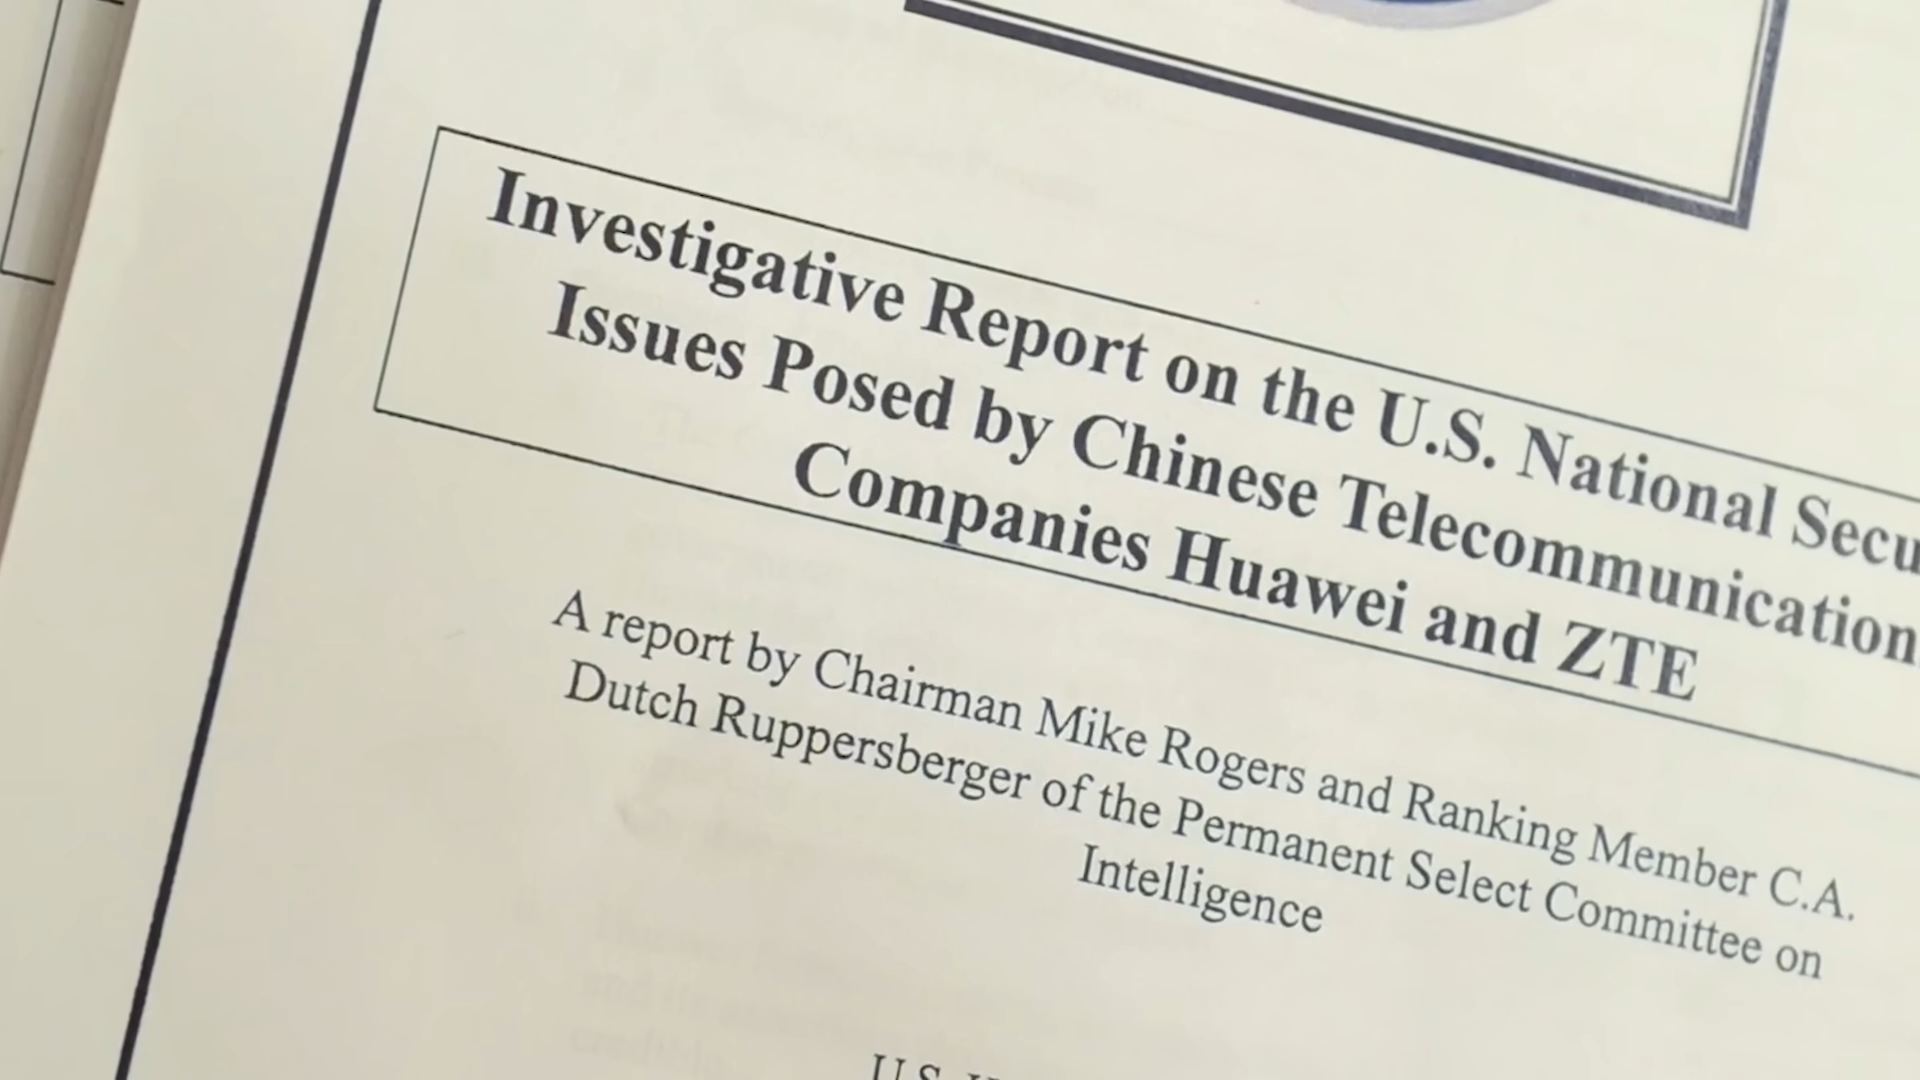 Investigative Report on the U.S. National Secu
Issues Posed by Chinese Telecommunication
Companies Huawei and ZTE
A report by Chairman Mike Rogers and Ranking Member C.A.
Dutch Ruppersberger of the Permanent Select Committee on
Intelligence
U.S.